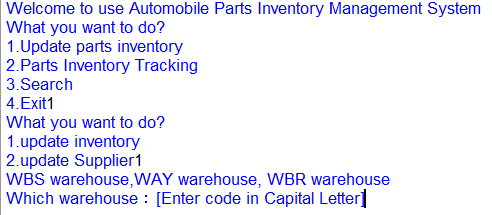 Welcome to use Automobile Parts Inventory Management System
What you want to do?
1.Update parts inventory
2.Parts Inventory Tracking
3.Search
4.Exit1
What you want to do?
1.update inventory
2.update Supplier1
WBS warehouse,WAY warehouse, WBR warehouse
Which warehouse：[Enter code in Capital Letter]